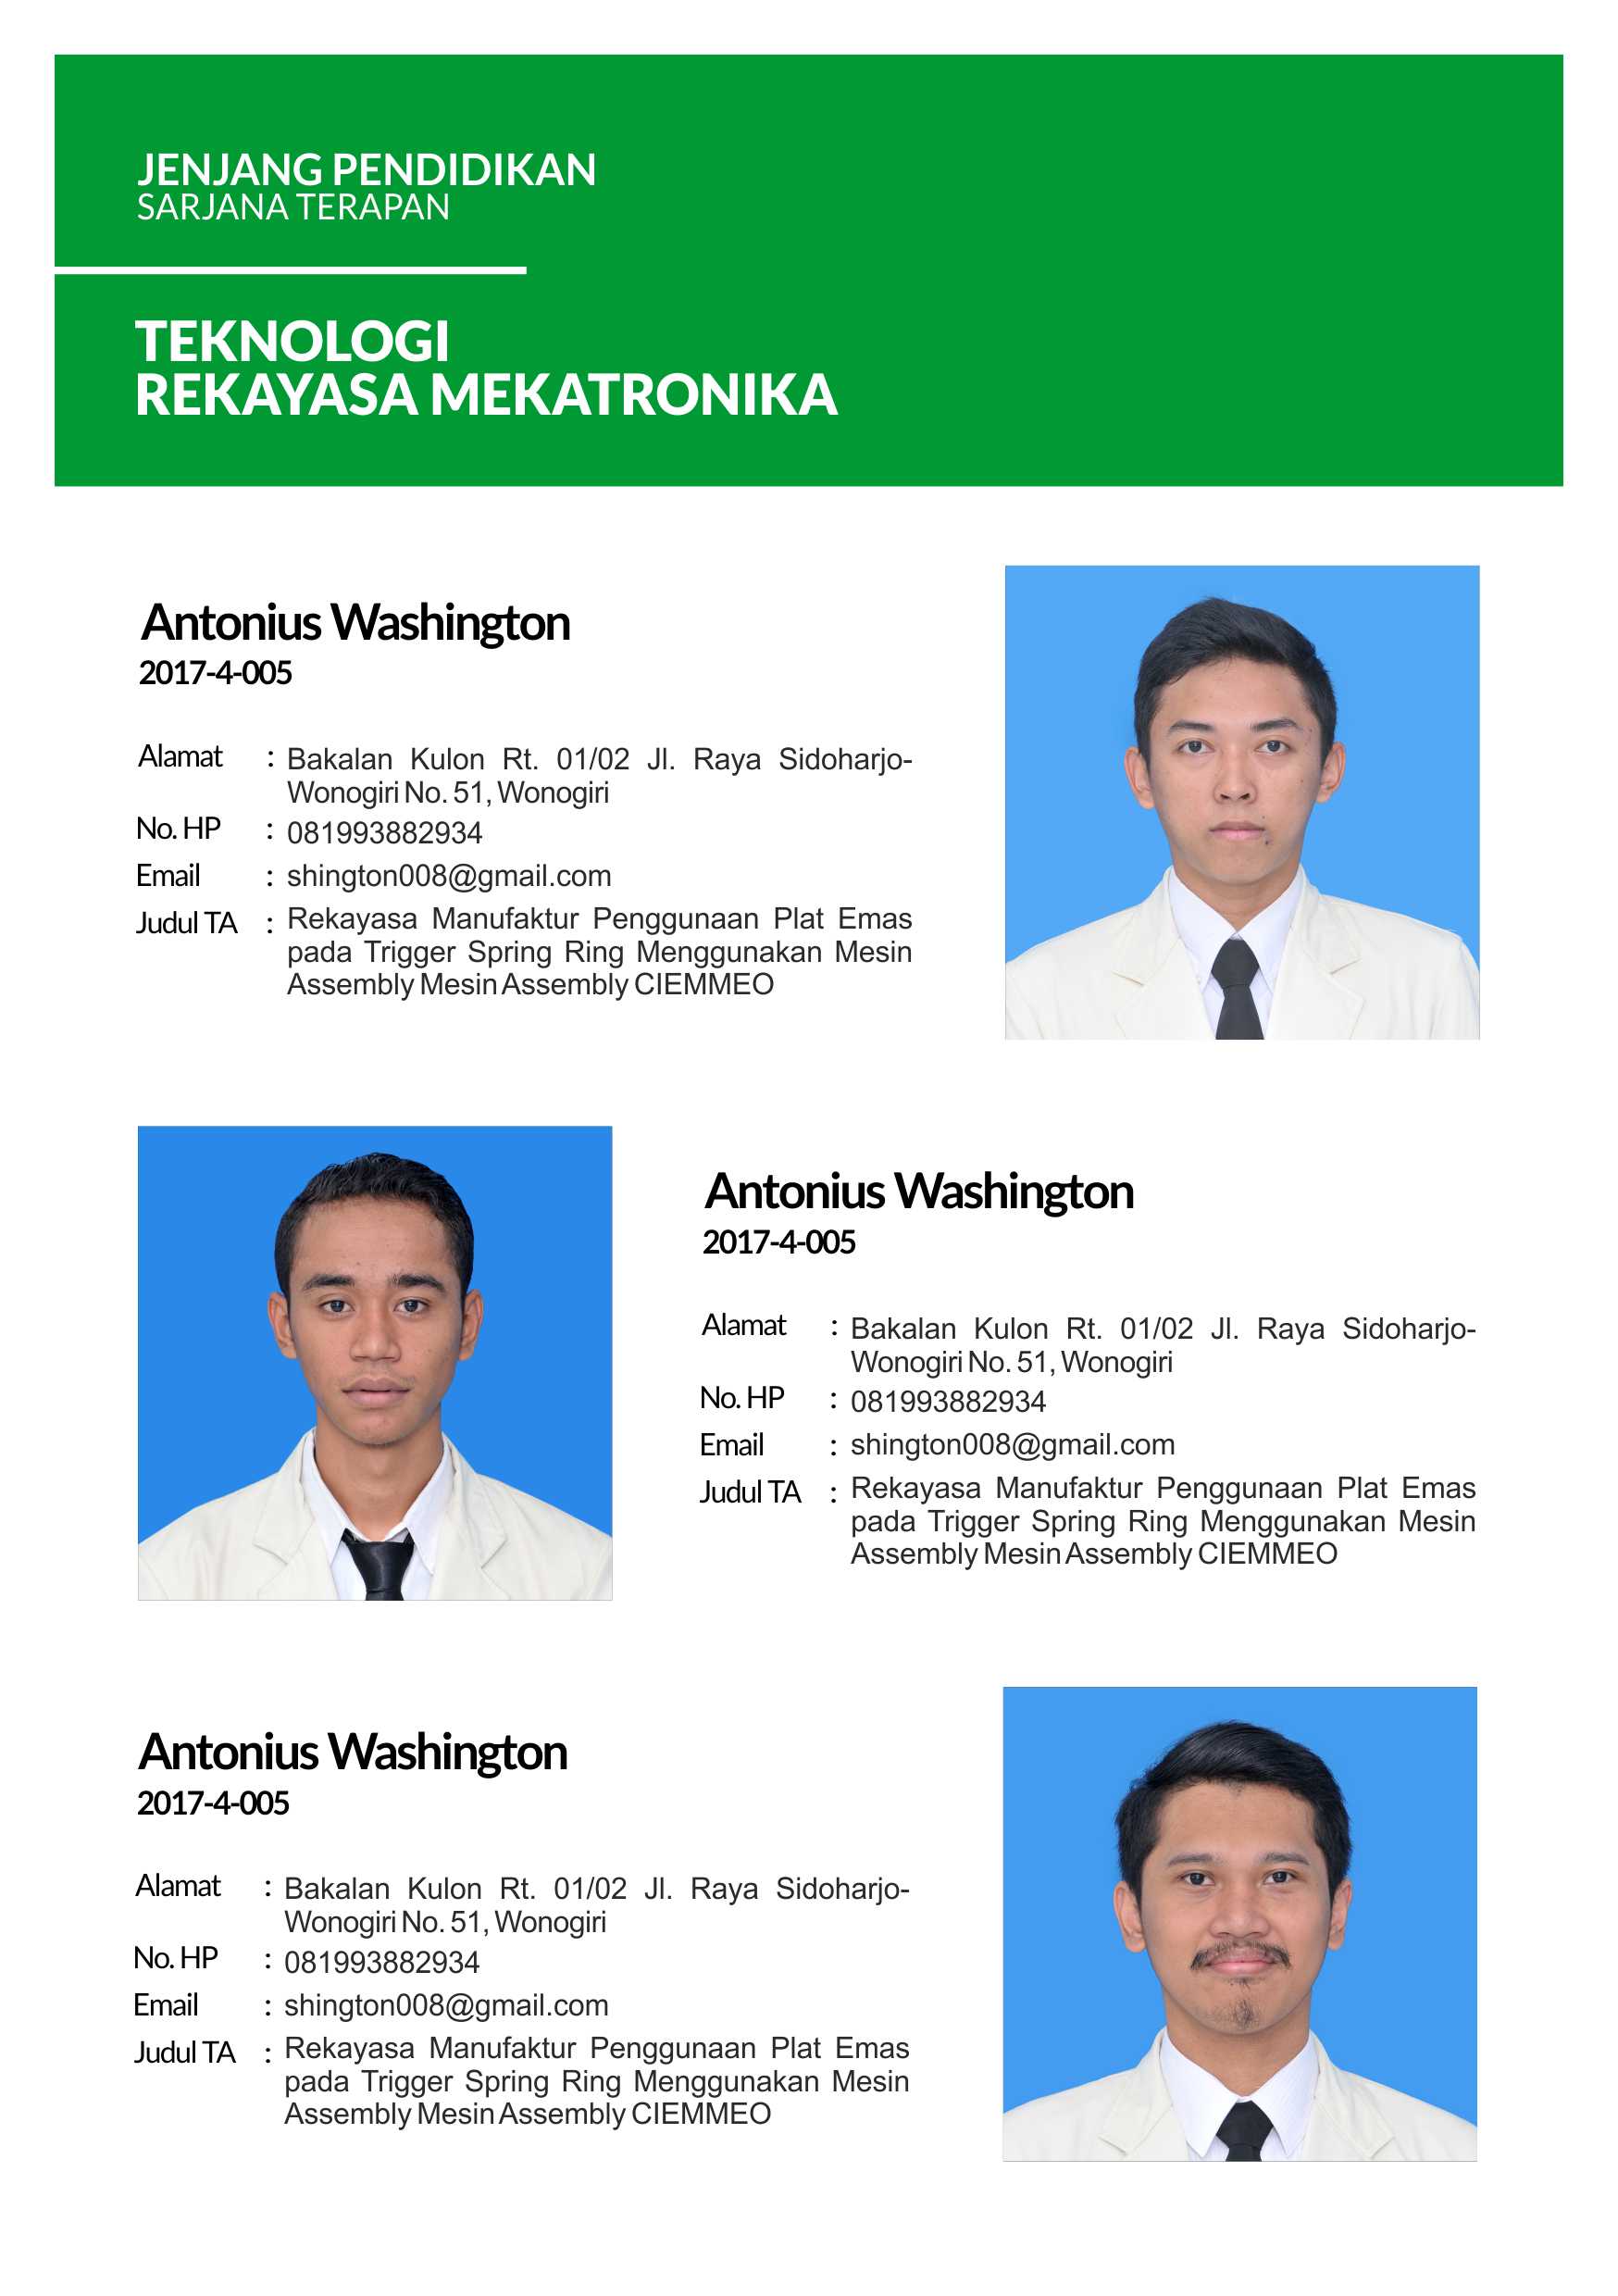 JENJANG PENDIDIKAN
SARJANA TERAPAN
TEKNOLOGI
REKAYASA MEKATRONIKA
Antonius Washington
2017-4-005
Alamat : Bakalan Kulon Rt. 01/02 Jl. Raya Sidoharjo-
Wonogiri No. 51, Wonogiri
No. HP : 081993882934
Email : shington008@gmail.com
Judul TA : Rekayasa Manufaktur Penggunaan Plat Emas
pada Trigger Spring Ring Menggunakan Mesin
Assembly Mesin Assembly CIEMMEO
Antonius Washington
2017-4-005
Alamat : Bakalan Kulon Rt. 01/02 Jl. Raya Sidoharjo-
Wonogiri No. 51, Wonogiri
No. HP : 081993882934
Email : shington008@gmail.com
Judul TA : Rekayasa Manufaktur Penggunaan Plat Emas
pada Trigger Spring Ring Menggunakan Mesin
Assembly Mesin Assembly CIEMMEO
Antonius Washington
2017-4-005
Alamat : Bakalan Kulon Rt. 01/02 Jl. Raya Sidoharjo-
Wonogiri No. 51, Wonogiri
No. HP : 081993882934
Email : shington008@gmail.com
Judul TA : Rekayasa Manufaktur Penggunaan Plat Emas
pada Trigger Spring Ring Menggunakan Mesin
Assembly Mesin Assembly CIEMMEO